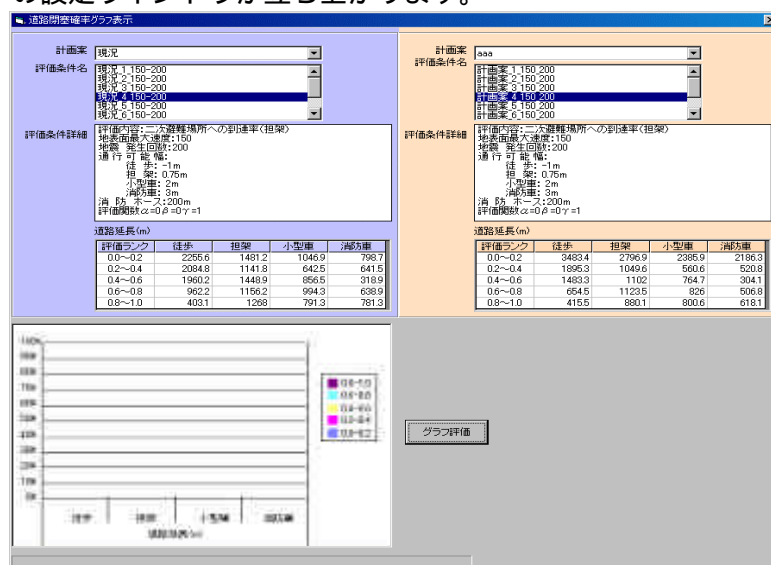 の設定ウィンドウが立ち上がります。
道路閉塞確率グラフ表示
計画案 現況
評価条件名 現況_1_150-200
現況_2_150-200
現況_3_150-200
現況_4_150-200
現況_5_150-200
現況_6_150-200
評価条件詳細 評価内容:二次避難場所への到達率(担架)
地表面最大速度:150
地震 発生回数:200
通行可能幅:
徒 歩: -1m
担 架: 0.75m
小型車: 2m
消防車: 3m
消 防 ホース:200m
評価関数α=0β=0γ=1
道路延長(m)
評価ランク 徒歩 担架 小型車 消防車
0.0～0.2 2255.6 1481.2 1046.9 798.7
0.2～0.4 2084.8 1141.8 642.5 641.5
0.4～0.6 1960.2 1448.9 856.5 318.9
0.6～0.8 962.2 1156.2 994.3 638.9
0.8～1.0 403.1 1268 791.3 781.3
計画案 aaa
評価条件名 計画案_1_150_200
計画案_2_150_200
計画案_3_150_200
計画案_4_150_200
計画案_5_150_200
計画案_6_150_200
評価条件詳細 評価内容:二次避難場所への到達率(担架)
地表面最大速度:150
地震 発生回数:200
通行可能幅:
徒 歩: -1m
担 架: 0.75m
小型車: 2m
消防車: 3m
消 防 ホース:200m
評価関数α=0β=0γ=1
道路延長(m)
評価ランク 徒歩 担架 小型車 消防車
0.0～0.2 3483.4 2796.9 2385.9 2186.3
0.2～0.4 1895.3 1049.6 560.6 520.8
0.4～0.6 1483.3 1102 764.7 304.1
0.6～0.8 654.5 1123.5 826 506.8
0.8～1.0 415.5 880.1 800.6 618.1
グラフ評価
徒歩 担架 小型車 消防車
道路延長(m)